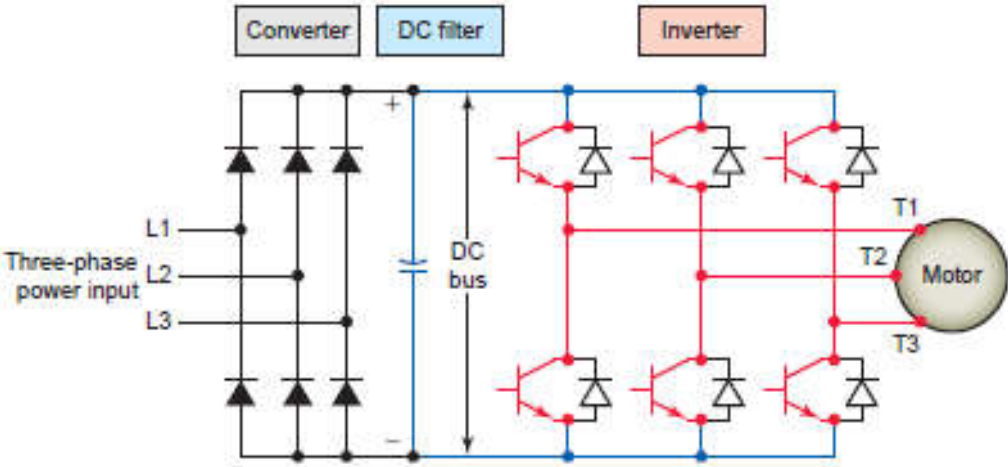 Converter
DC filter
Inverter
+
L1
Three-phase
power input
L2
L3
DC
bus
−
T1
T2
Motor
T3